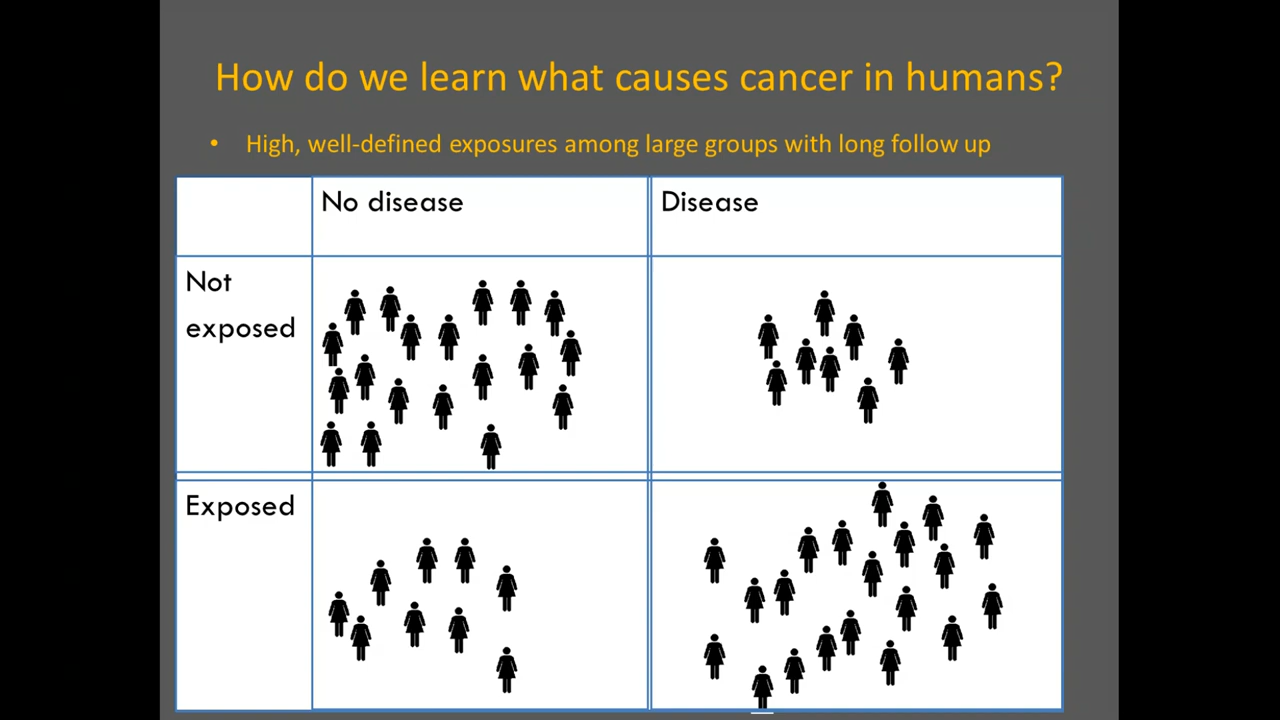 How do we learn what causes cancer in humans?
• High, well-defined exposures among large groups with long follow up
No disease
Disease
Not
exposed
Exposed